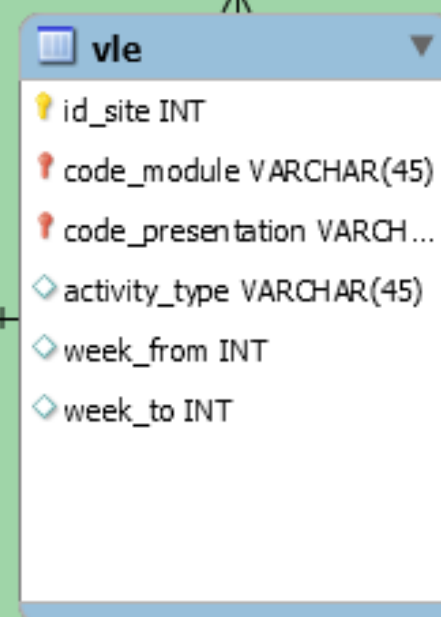 vle
id_site INT
code_module VARCHAR(45)
code_presentation VARCH...
activity_type VARCHAR(45)
week_from INT
week_to INT